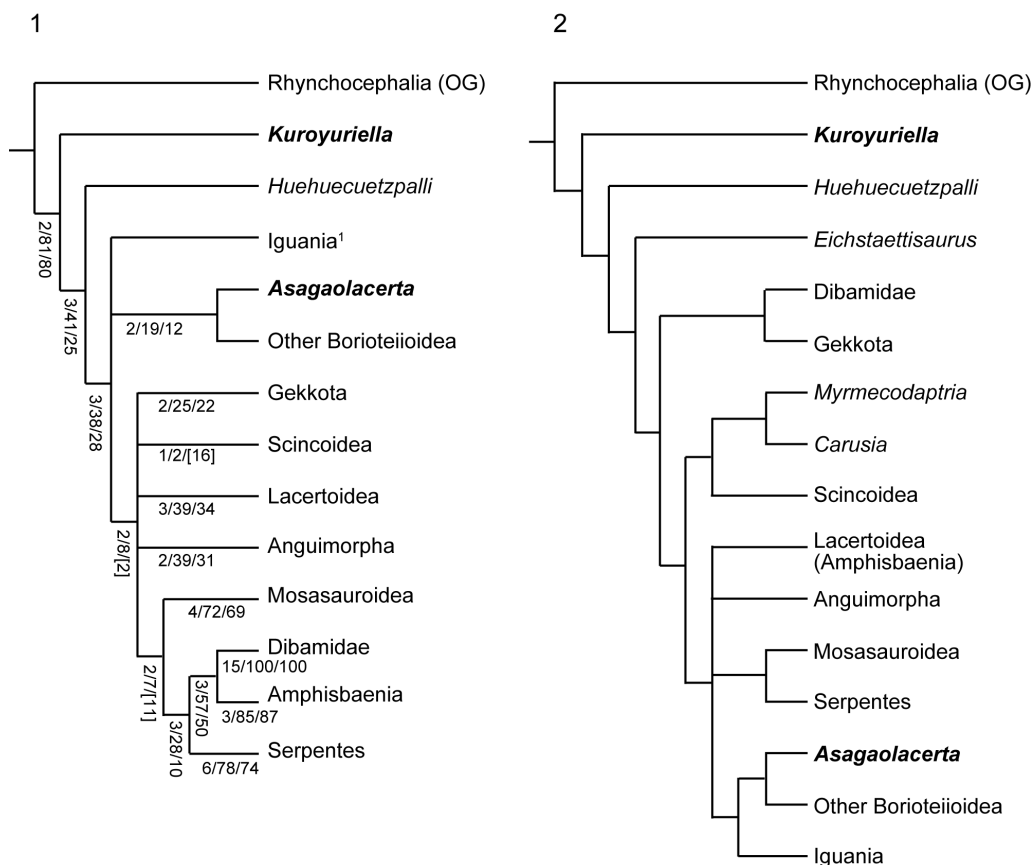 1
Rhynchocephalia (OG)
Kuroyuriella
Huehuecuetzpalli
Iguania¹
Asagaolacerta
Other Borioteiioidea
Gekkota
Scincoidea
Lacertoidea
Anguimorpha
Mosasauroidea
Dibamidae
Amphisbaenia
Serpentes
2/81/80
3/41/25
3/38/28
2/19/12
2/25/22
1/2/[16]
3/39/34
2/39/31
2/8/[2]
4/72/69
15/100/100
3/85/87
3/57/50
2/7/[11]
3/28/10
6/78/74
2
Rhynchocephalia (OG)
Kuroyuriella
Huehuecuetzpalli
Eichstaettisaurus
Dibamidae
Gekkota
Myrmecodaptria
Carusia
Scincoidea
Lacertoidea
(Amphisbaenia)
Anguimorpha
Mosasauroidea
Serpentes
Asagaolacerta
Other Borioteiioidea
Iguania